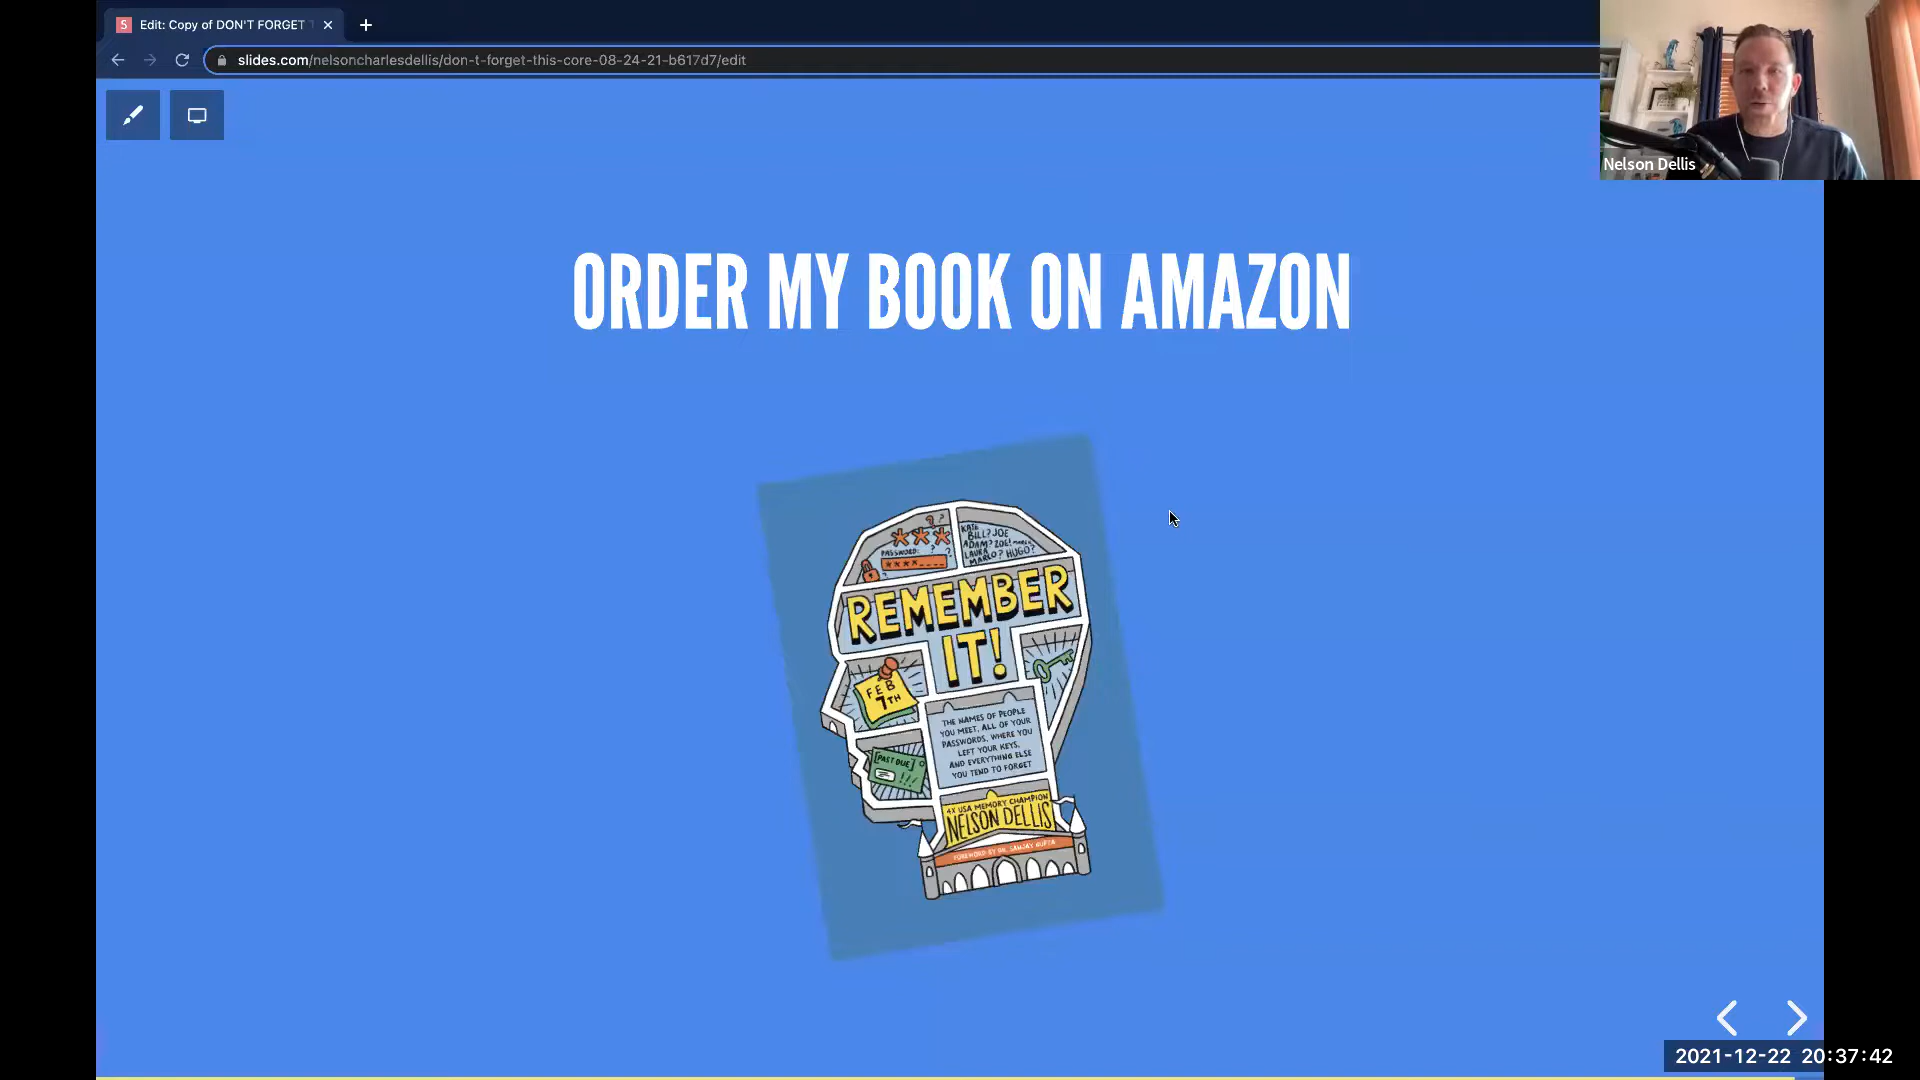 S Edit: Copy of DON'T FORGET
slides.com/nelsoncharlesdellis/don-t-forget-this-core-08-24-21-b617d7/edit
Nelson Dellis
ORDER MY BOOK ON AMAZON
? ?
***
PASSWORD: ? ?
****____
KATE
BILL? JOE
ADAM? ZOE!
LAURA
MARLO? HUGO?
REMEMBER
IT!
FEB
7TH
[PAST DUE]
!!!
THE NAMES OF PEOPLE
YOU MEET, ALL OF YOUR
PASSWORDS, WHERE YOU
LEFT YOUR KEYS,
AND EVERYTHING ELSE
YOU TEND TO FORGET
4X USA MEMORY CHAMPION
NELSON DELLIS
FOREWORD BY DR. SANJAY GUPTA
2021-12-22 20:37:42